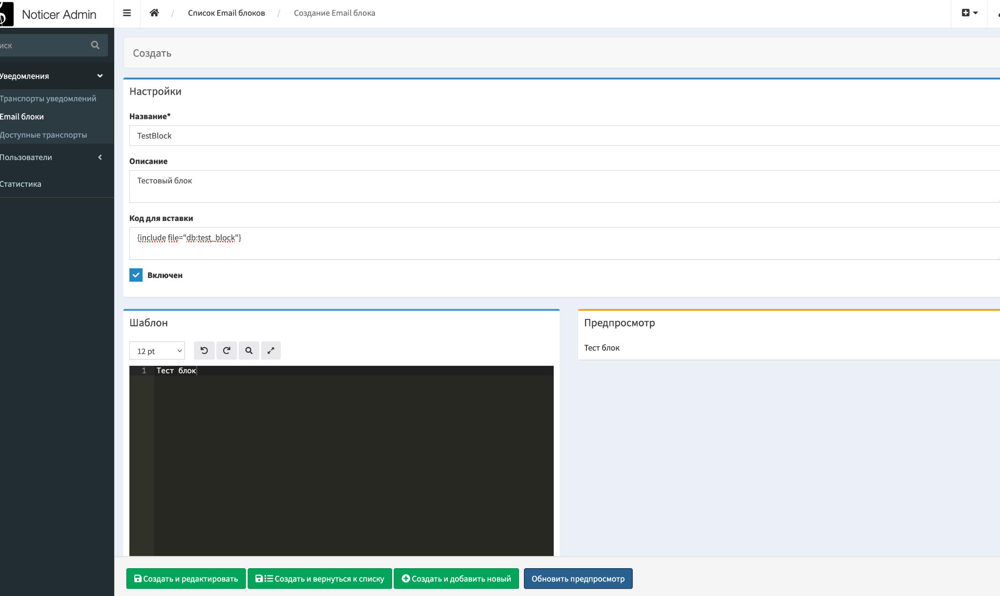 Noticer Admin
/ Список Email блоков / Создание Email блока
иск
Уведомления
Транспорты уведомлений
Email блоки
Доступные транспорты
Пользователи
Статистика
Создать
Настройки
Название*
TestBlock
Описание
Тестовый блок
Код для вставки
{include file="db:test_block"}
Включен
Шаблон
12 pt
1 Тест блок
Предпросмотр
Тест блок
Создать и редактировать
Создать и вернуться к списку
Создать и добавить новый
Обновить предпросмотр